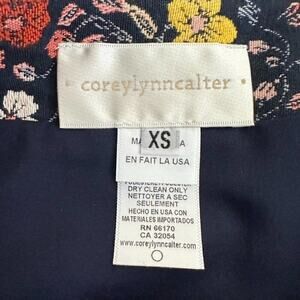 coreylynncalter
XS
EN FAIT LA USA
DRY CLEAN ONLY
NETTOYER A SEC
SEULEMENT
HECHO EN USA CON
MATERIALES IMPORTADOS
RN 66170
CA 32054
www.coreylynncalter.com